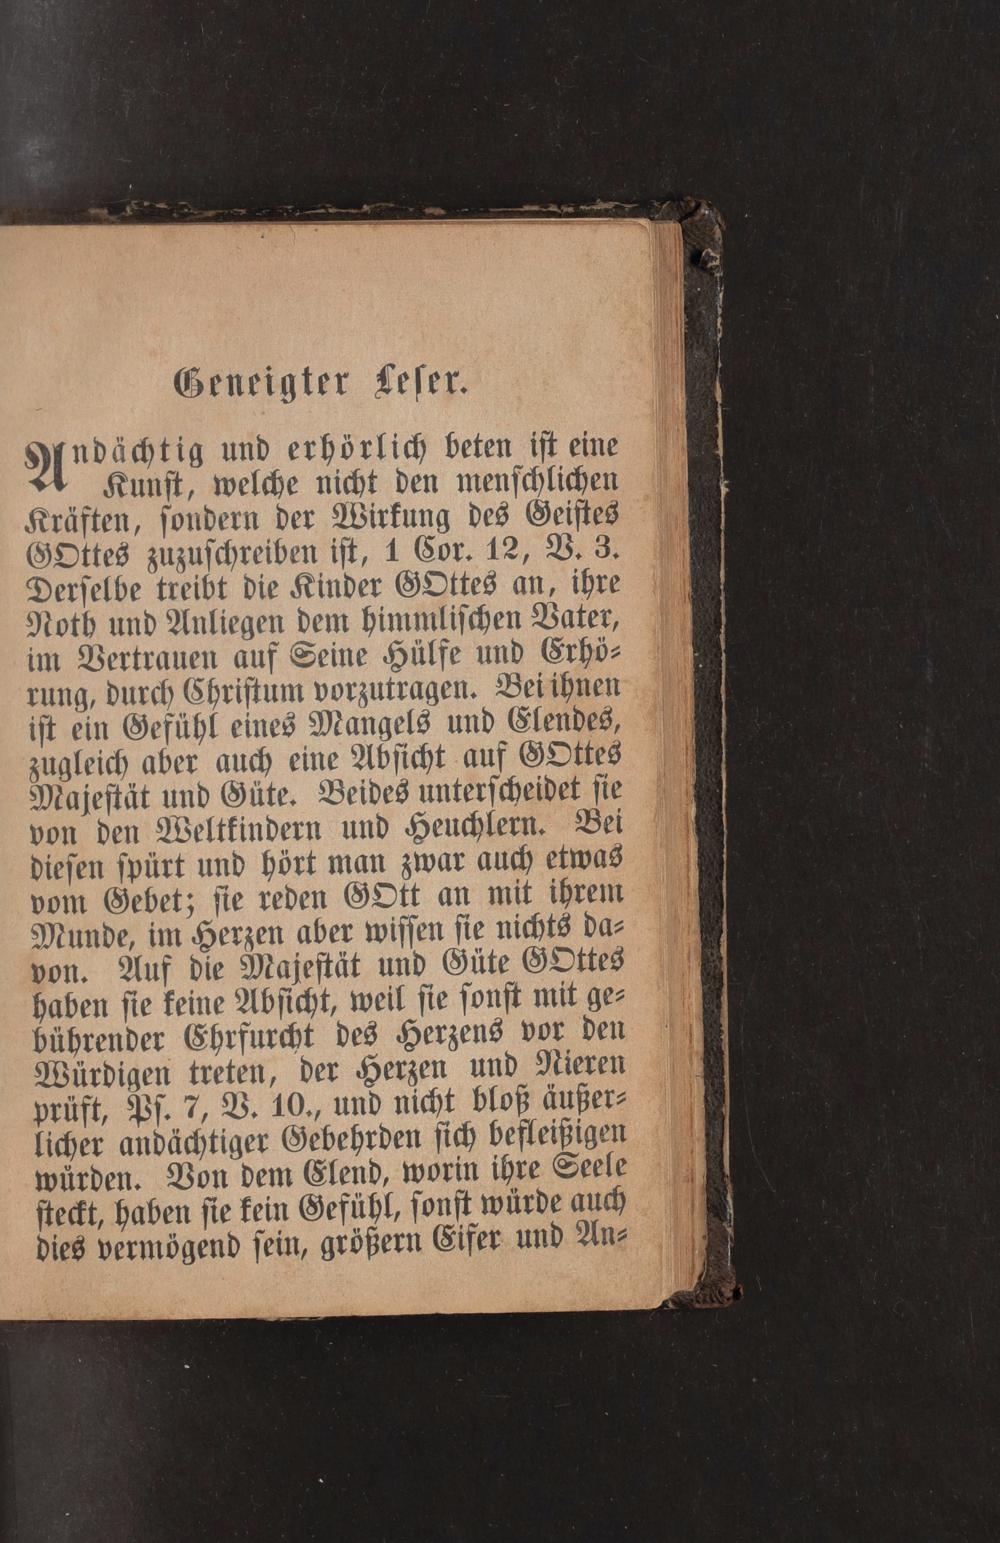 Geneigter Leser.
Andächtig und erhörlich beten ist eine
Kunst, welche nicht den menschlichen
Kräften, sondern der Wirkung des Geistes
GOttes zuzuschreiben ist, 1 Cor. 12, V. 3.
Derselbe treibt die Kinder GOttes an, ihre
Noth und Anliegen dem himmlischen Vater,
im Vertrauen auf Seine Hülfe und Erhö-
rung, durch Christum vorzutragen. Bei ihnen
ist ein Gefühl eines Mangels und Elendes,
zugleich aber auch eine Absicht auf GOttes
Majestät und Güte. Beides unterscheidet sie
von den Weltkindern und Heuchlern. Bei
diesen spürt und hört man zwar auch etwas
vom Gebet; sie reden GOtt an mit ihrem
Munde, im Herzen aber wissen sie nichts da-
von. Auf die Majestät und Güte GOttes
haben sie keine Absicht, weil sie sonst mit ge-
bührender Ehrfurcht des Herzens vor den
Würdigen treten, der Herzen und Nieren
prüft, Ps. 7, V. 10., und nicht bloß äußer-
licher andächtiger Gebehrden sich befleißigen
würden. Von dem Elend, worin ihre Seele
steckt, haben sie kein Gefühl, sonst würde auch
dies vermögend sein, größern Eifer und An-